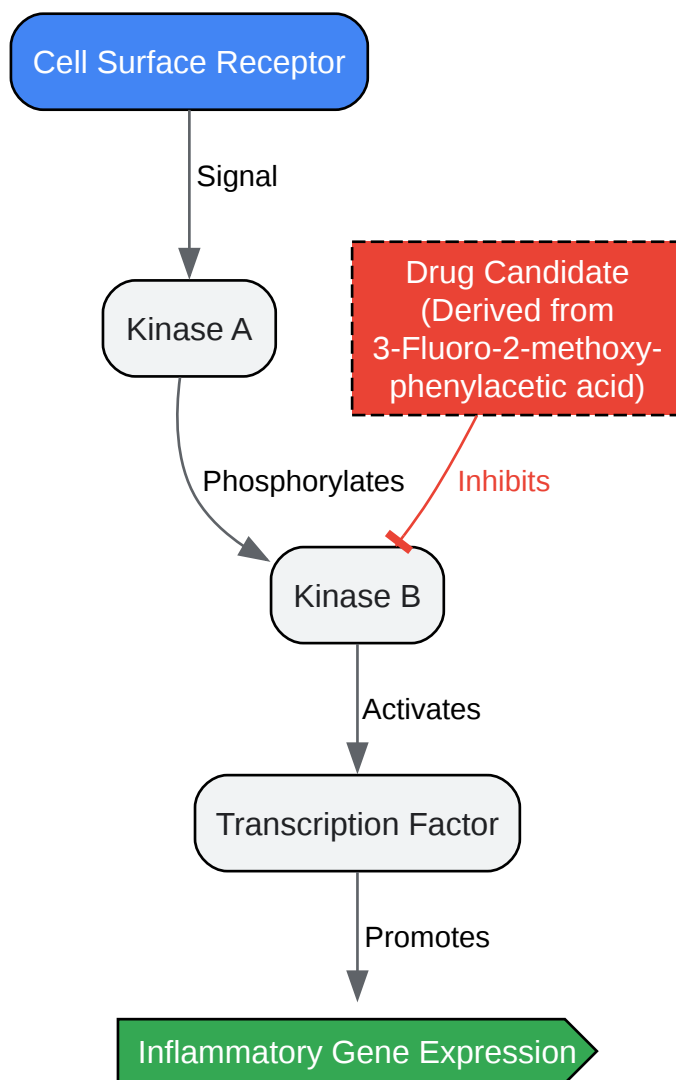 Cell Surface Receptor
Signal
Kinase A
Drug Candidate
(Derived from
3-Fluoro-2-methoxy-
phenylacetic acid)
Phosphorylates
Inhibits
Kinase B
Activates
Transcription Factor
Promotes
Inflammatory Gene Expression